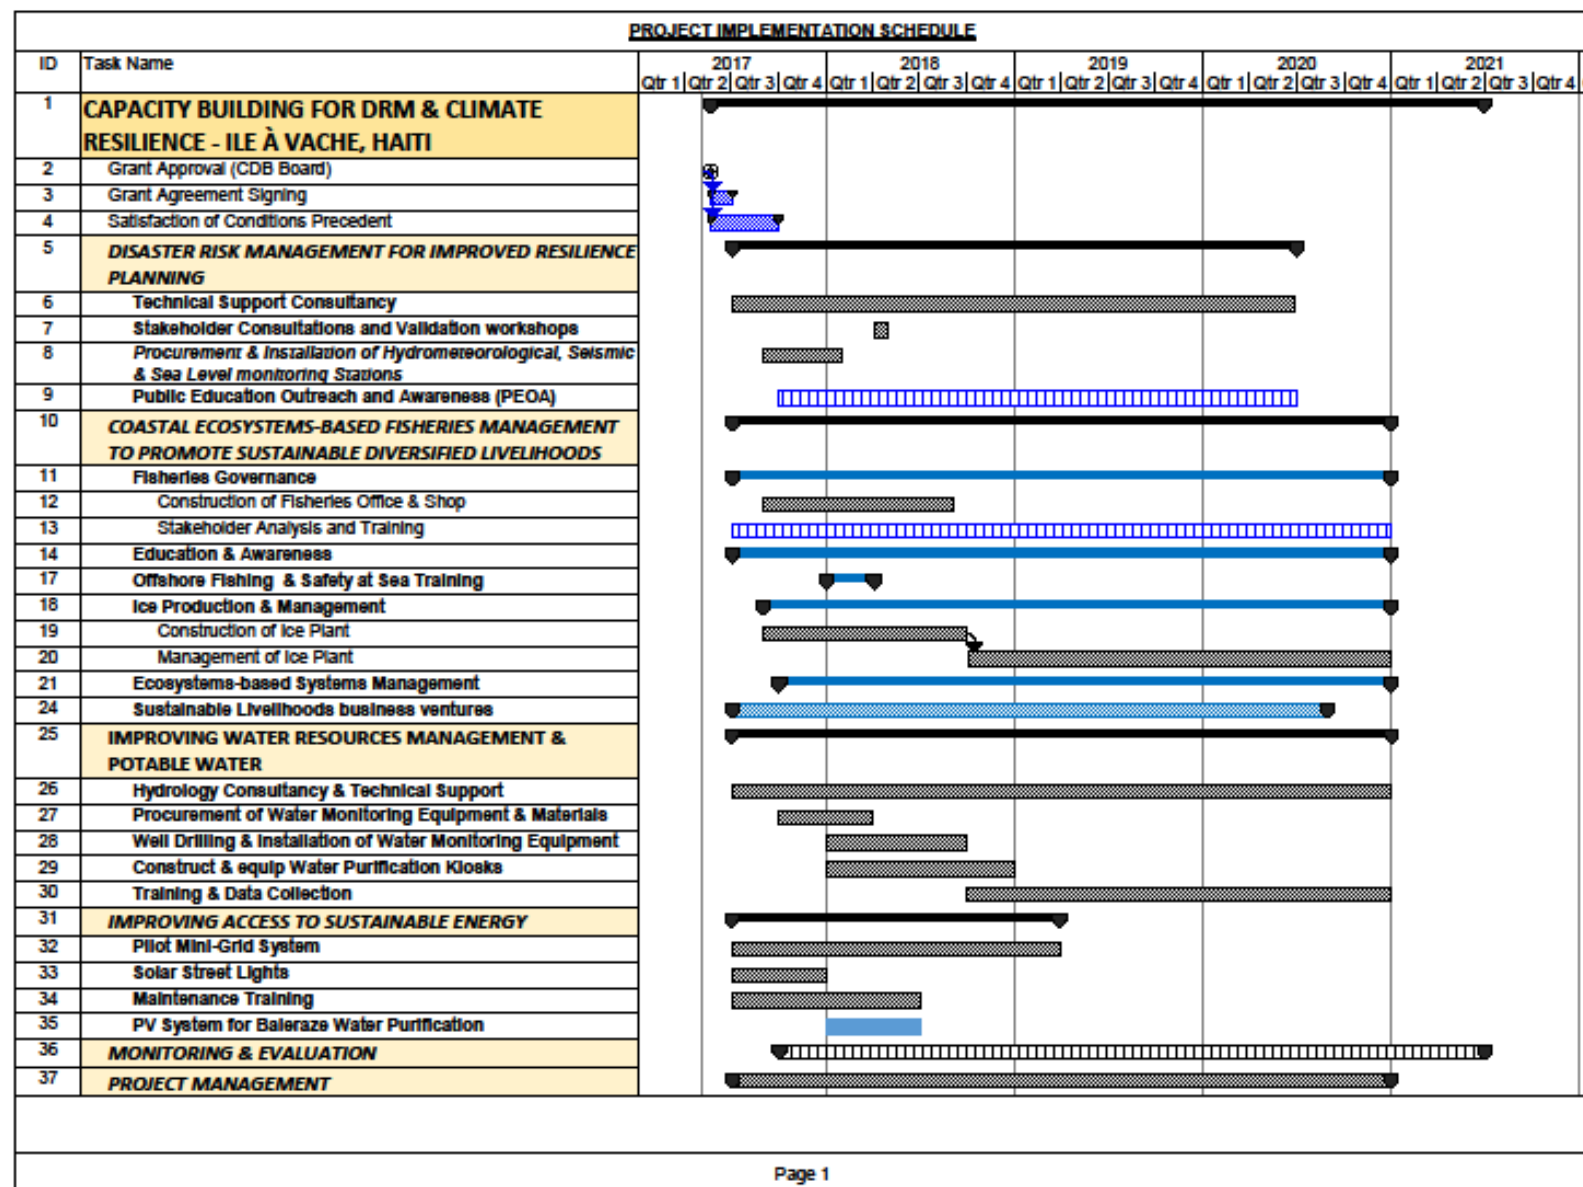 PROJECT IMPLEMENTATION SCHEDULE
ID Task Name 2017 2018 2019 2020 2021
Qtr 1 Qtr 2 Qtr 3 Qtr 4 Qtr 1 Qtr 2 Qtr 3 Qtr 4 Qtr 1 Qtr 2 Qtr 3 Qtr 4 Qtr 1 Qtr 2 Qtr 3 Qtr 4 Qtr 1 Qtr 2 Qtr 3 Qtr 4
1 CAPACITY BUILDING FOR DRM & CLIMATE
RESILIENCE - ILE À VACHE, HAITI
2 Grant Approval (CDB Board)
3 Grant Agreement Signing
4 Satisfaction of Conditions Precedent
5 DISASTER RISK MANAGEMENT FOR IMPROVED RESILIENCE
PLANNING
6 Technical Support Consultancy
7 Stakeholder Consultations and Validation workshops
8 Procurement & Installation of Hydrometeorological, Seismic
& Sea Level monitoring Stations
9 Public Education Outreach and Awareness (PEOA)
10 COASTAL ECOSYSTEMS-BASED FISHERIES MANAGEMENT
TO PROMOTE SUSTAINABLE DIVERSIFIED LIVELIHOODS
11 Fisheries Governance
12 Construction of Fisheries Office & Shop
13 Stakeholder Analysis and Training
14 Education & Awareness
17 Offshore Fishing & Safety at Sea Training
18 Ice Production & Management
19 Construction of Ice Plant
20 Management of Ice Plant
21 Ecosystems-based Systems Management
24 Sustainable Livelihoods business ventures
25 IMPROVING WATER RESOURCES MANAGEMENT &
POTABLE WATER
26 Hydrology Consultancy & Technical Support
27 Procurement of Water Monitoring Equipment & Materials
28 Well Drilling & Installation of Water Monitoring Equipment
29 Construct & equip Water Purification Kiosks
30 Training & Data Collection
31 IMPROVING ACCESS TO SUSTAINABLE ENERGY
32 Pilot Mini-Grid System
33 Solar Street Lights
34 Maintenance Training
35 PV System for Baleraze Water Purification
36 MONITORING & EVALUATION
37 PROJECT MANAGEMENT
Page 1